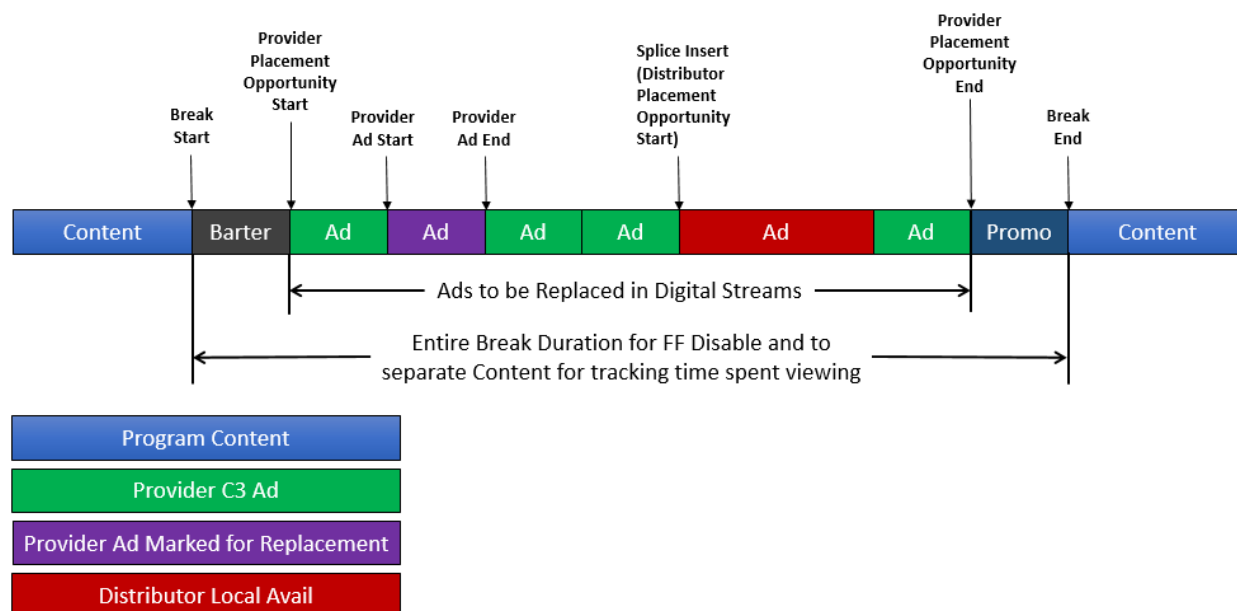 Break
Start
Provider
Placement
Opportunity
Start
Provider
Ad Start
Provider
Ad End
Splice Insert
(Distributor
Placement
Opportunity
Start)
Provider
Placement
Opportunity
End
Break
End
Content
Barter
Ad
Ad
Ad
Ad
Ad
Ad
Promo
Content
Ads to be Replaced in Digital Streams
Entire Break Duration for FF Disable and to
separate Content for tracking time spent viewing
Program Content
Provider C3 Ad
Provider Ad Marked for Replacement
Distributor Local Avail